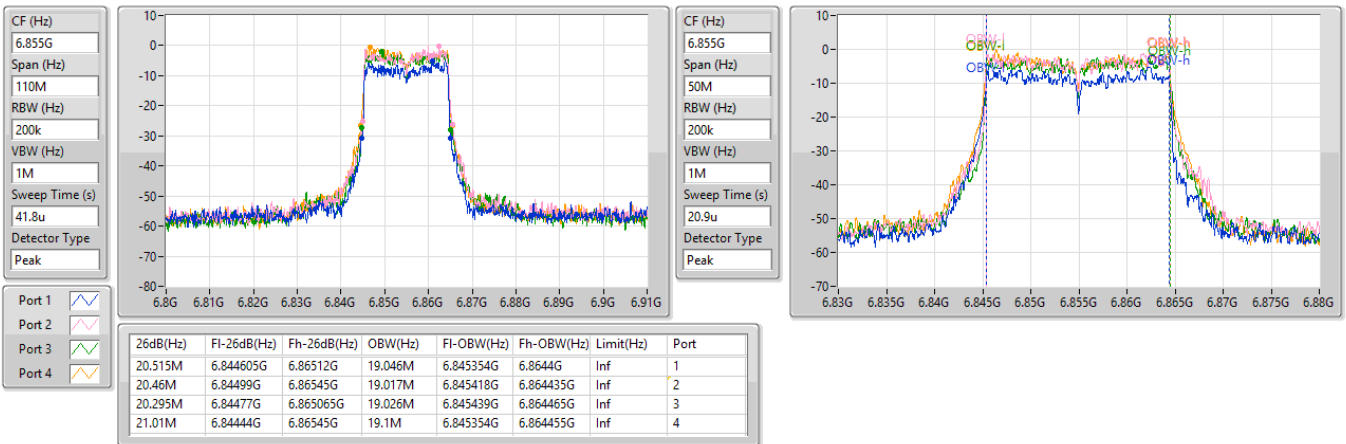 CF (Hz)
6.855G
Span (Hz)
110M
RBW (Hz)
200k
VBW (Hz)
1M
Sweep Time (s)
41.8u
Detector Type
Peak
10-
0-
-10-
-20-
-30-
-40-
-50-
-60-
-70-
-80-
6.8G 6.81G 6.82G 6.83G 6.84G 6.85G 6.86G 6.87G 6.88G 6.89G 6.9G 6.91G
CF (Hz)
6.855G
Span (Hz)
50M
RBW (Hz)
200k
VBW (Hz)
1M
Sweep Time (s)
20.9u
Detector Type
Peak
10-
0-
-10-
-20-
-30-
-40-
-50-
-60-
-70-
OBW-l
OBW-h
OBW-l
OBW-h
6.83G 6.835G 6.84G 6.845G 6.85G 6.855G 6.86G 6.865G 6.87G 6.875G 6.88G
Port 1
Port 2
Port 3
Port 4
26dB(Hz) Fl-26dB(Hz) Fh-26dB(Hz) OBW(Hz) Fl-OBW(Hz) Fh-OBW(Hz) Limit(Hz) Port
20.515M 6.844605G 6.86512G 19.046M 6.845354G 6.8644G Inf 1
20.46M 6.84499G 6.86545G 19.017M 6.845418G 6.864435G Inf 2
20.295M 6.84477G 6.865065G 19.026M 6.845439G 6.864465G Inf 3
21.01M 6.84444G 6.86545G 19.1M 6.845354G 6.864455G Inf 4